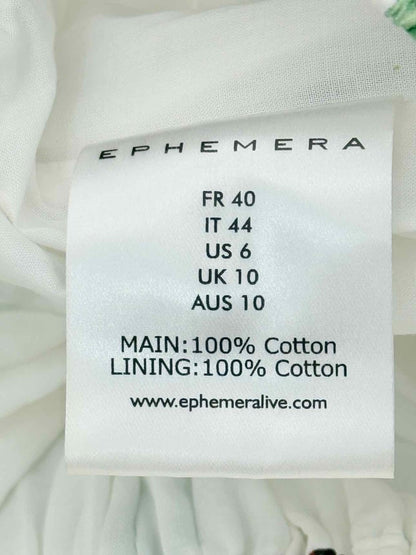 EPHEMERA
FR 40
IT 44
US 6
UK 10
AUS 10
MAIN:100% Cotton
LINING:100% Cotton
www.ephemeralive.com